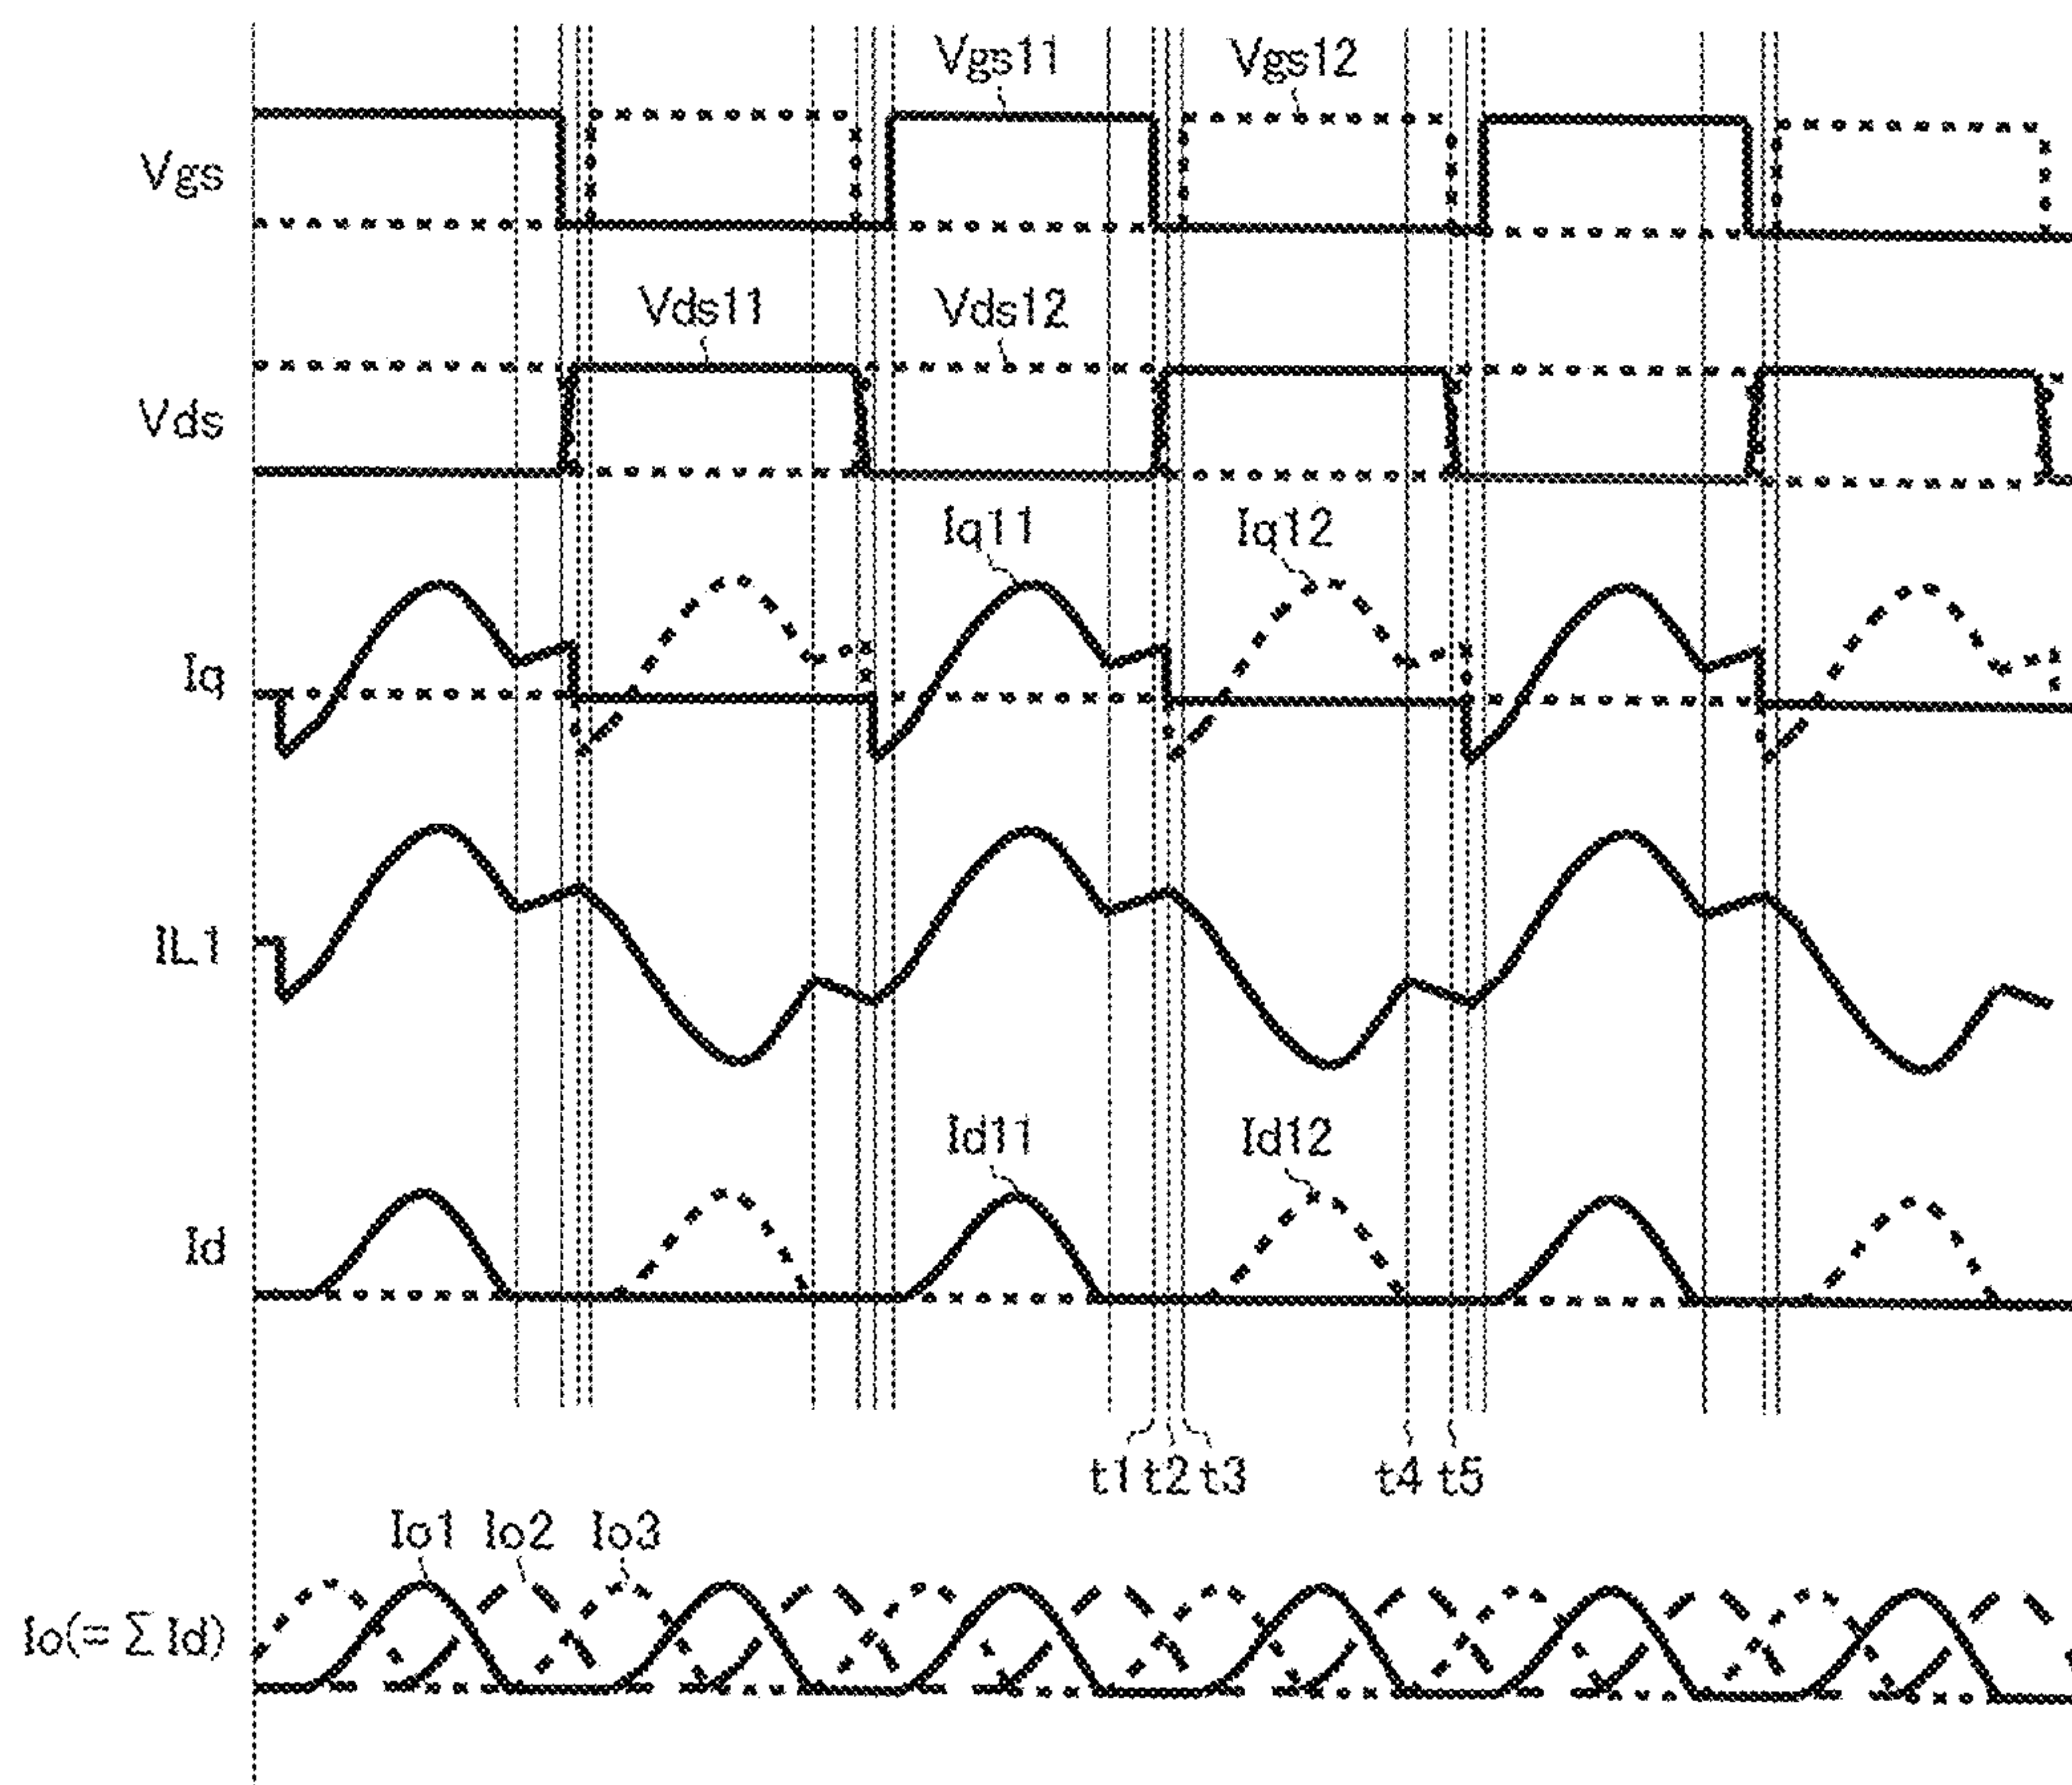 Vgs11 Vgs12
Vgs
Vds11 Vds12
Vds
Iq11 Iq12
Iq
IL1
Id11 Id12
Id
t1 t2 t3 t4 t5
Io1 Io2 Io3
Io(=ΣId)